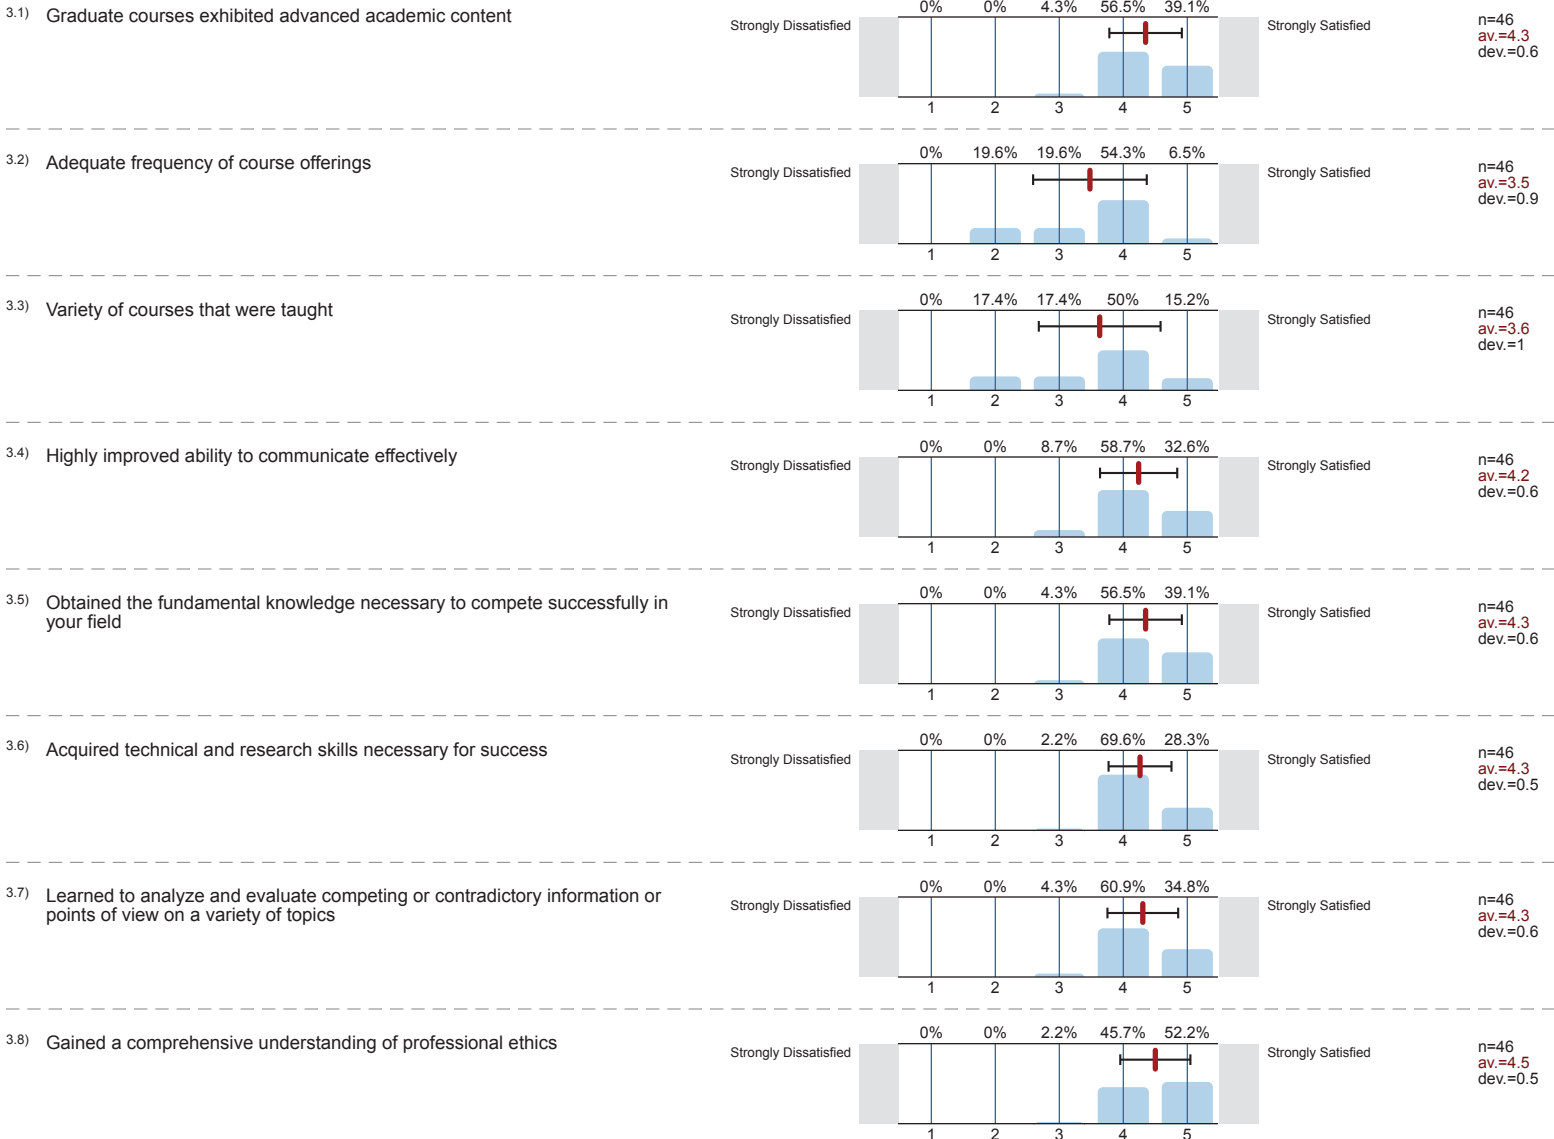 3.1) Graduate courses exhibited advanced academic content
Strongly Dissatisfied
0% 0% 4.3% 56.5% 39.1%
1 2 3 4 5
Strongly Satisfied
n=46
av.=4.3
dev.=0.6
3.2) Adequate frequency of course offerings
Strongly Dissatisfied
0% 19.6% 19.6% 54.3% 6.5%
1 2 3 4 5
Strongly Satisfied
n=46
av.=3.5
dev.=0.9
3.3) Variety of courses that were taught
Strongly Dissatisfied
0% 17.4% 17.4% 50% 15.2%
1 2 3 4 5
Strongly Satisfied
n=46
av.=3.6
dev.=1
3.4) Highly improved ability to communicate effectively
Strongly Dissatisfied
0% 0% 8.7% 58.7% 32.6%
1 2 3 4 5
Strongly Satisfied
n=46
av.=4.2
dev.=0.6
3.5) Obtained the fundamental knowledge necessary to compete successfully in
your field
Strongly Dissatisfied
0% 0% 4.3% 56.5% 39.1%
1 2 3 4 5
Strongly Satisfied
n=46
av.=4.3
dev.=0.6
3.6) Acquired technical and research skills necessary for success
Strongly Dissatisfied
0% 0% 2.2% 69.6% 28.3%
1 2 3 4 5
Strongly Satisfied
n=46
av.=4.3
dev.=0.5
3.7) Learned to analyze and evaluate competing or contradictory information or
points of view on a variety of topics
Strongly Dissatisfied
0% 0% 4.3% 60.9% 34.8%
1 2 3 4 5
Strongly Satisfied
n=46
av.=4.3
dev.=0.6
3.8) Gained a comprehensive understanding of professional ethics
Strongly Dissatisfied
0% 0% 2.2% 45.7% 52.2%
1 2 3 4 5
Strongly Satisfied
n=46
av.=4.5
dev.=0.5